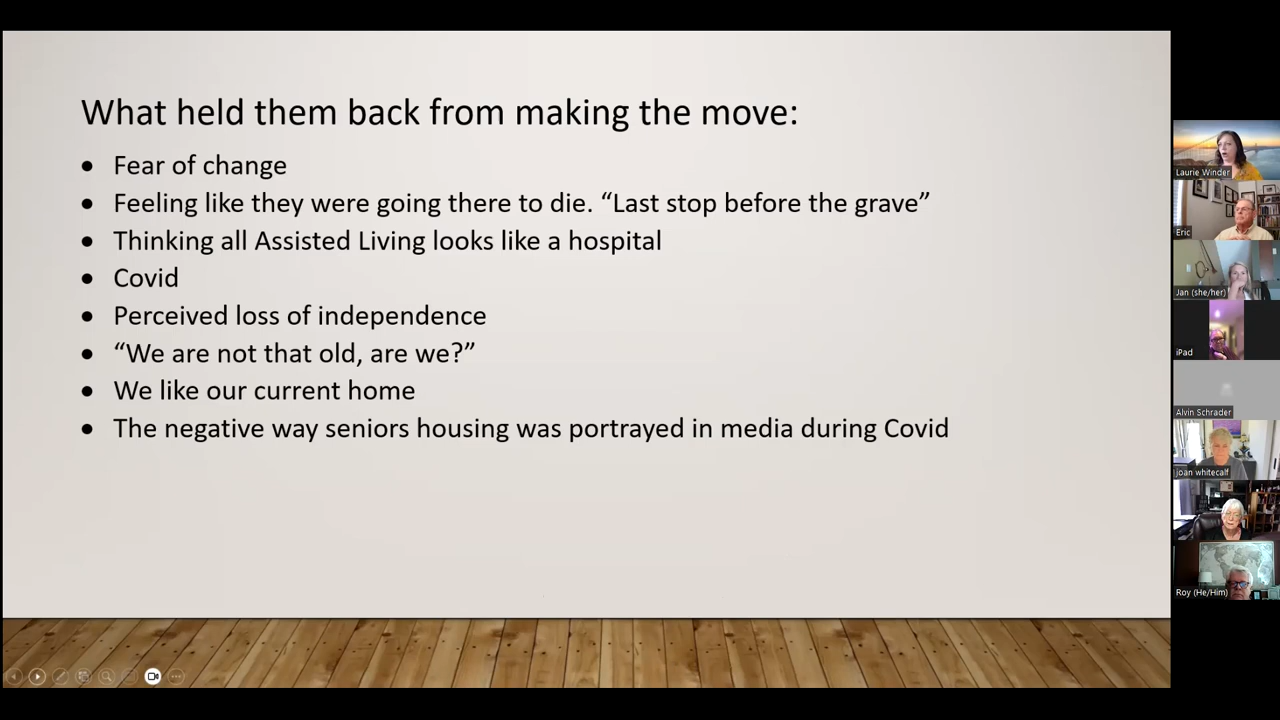 What held them back from making the move:
• Fear of change
• Feeling like they were going there to die. “Last stop before the grave”
• Thinking all Assisted Living looks like a hospital
• Covid
• Perceived loss of independence
• “We are not that old, are we?”
• We like our current home
• The negative way seniors housing was portrayed in media during Covid
Laurie Winder
Eric
Jan (she/her)
iPad
Alvin Schrader
joan whitecalf
Roy (He/Him)